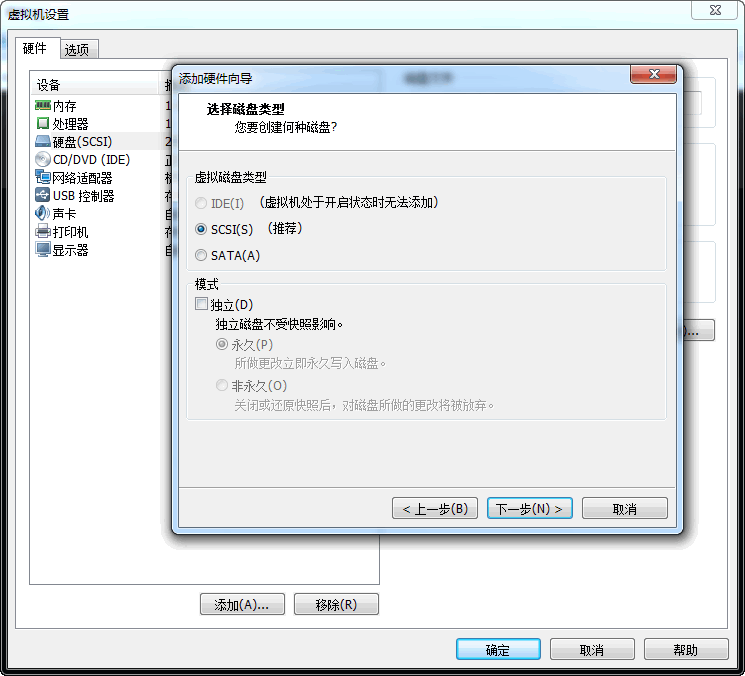 虚拟机设置
硬件 选项
设备
内存
处理器
硬盘(SCSI)
CD/DVD (IDE)
网络适配器
USB 控制器
声卡
打印机
显示器
添加硬件向导
选择磁盘类型
您要创建何种磁盘?
虚拟磁盘类型
IDE(I) (虚拟机处于开启状态时无法添加)
SCSI(S) (推荐)
SATA(A)
模式
独立(D)
独立磁盘不受快照影响。
永久(P)
所做更改立即永久写入磁盘。
非永久(O)
关闭或还原快照后，对磁盘所做的更改将被放弃。
< 上一步(B) 下一步(N) > 取消
添加(A)... 移除(R)
确定 取消 帮助